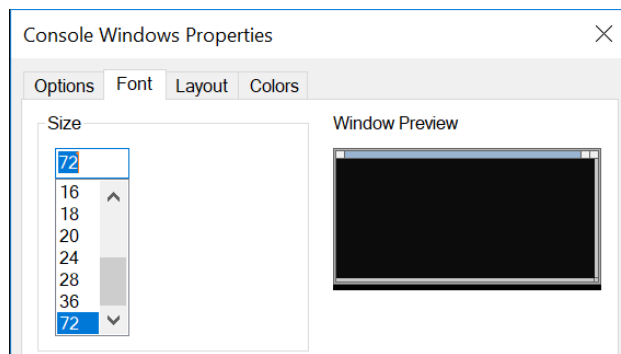 Console Windows Properties
Options Font Layout Colors
Size
Window Preview
72
16
18
20
24
28
36
72